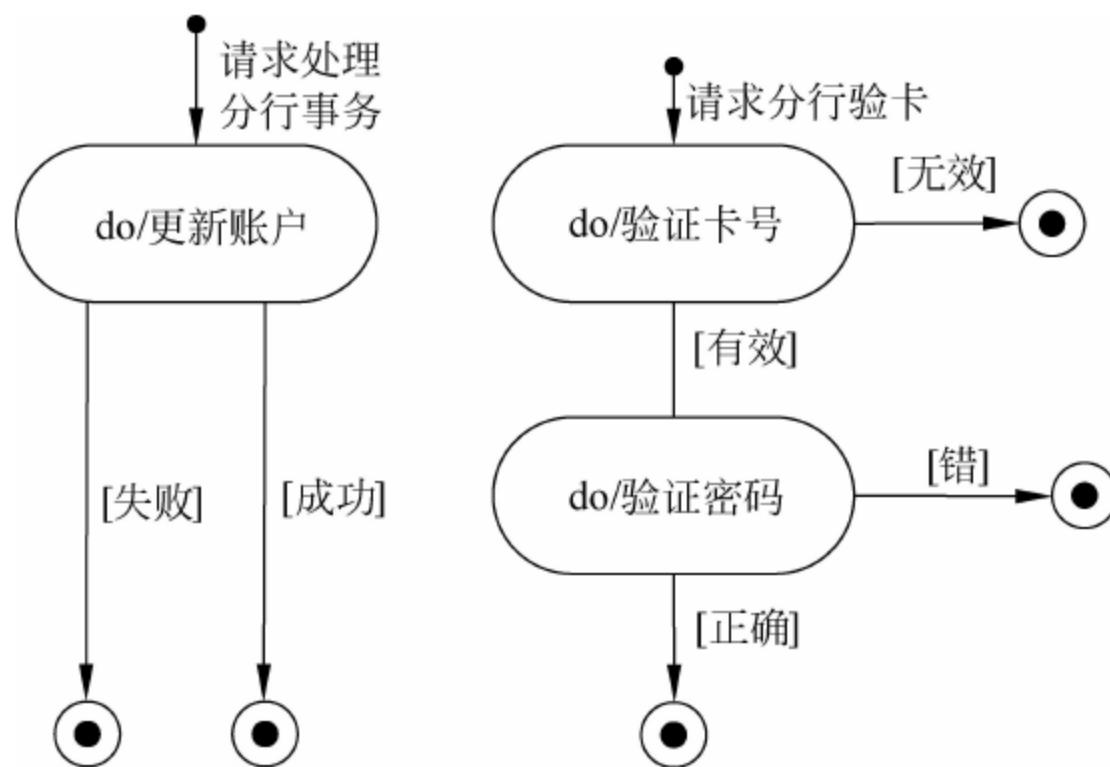 请求处理
分行事务
do/更新账户
[失败]
[成功]
请求分行验卡
do/验证卡号
[无效]
[有效]
do/验证密码
[错]
[正确]